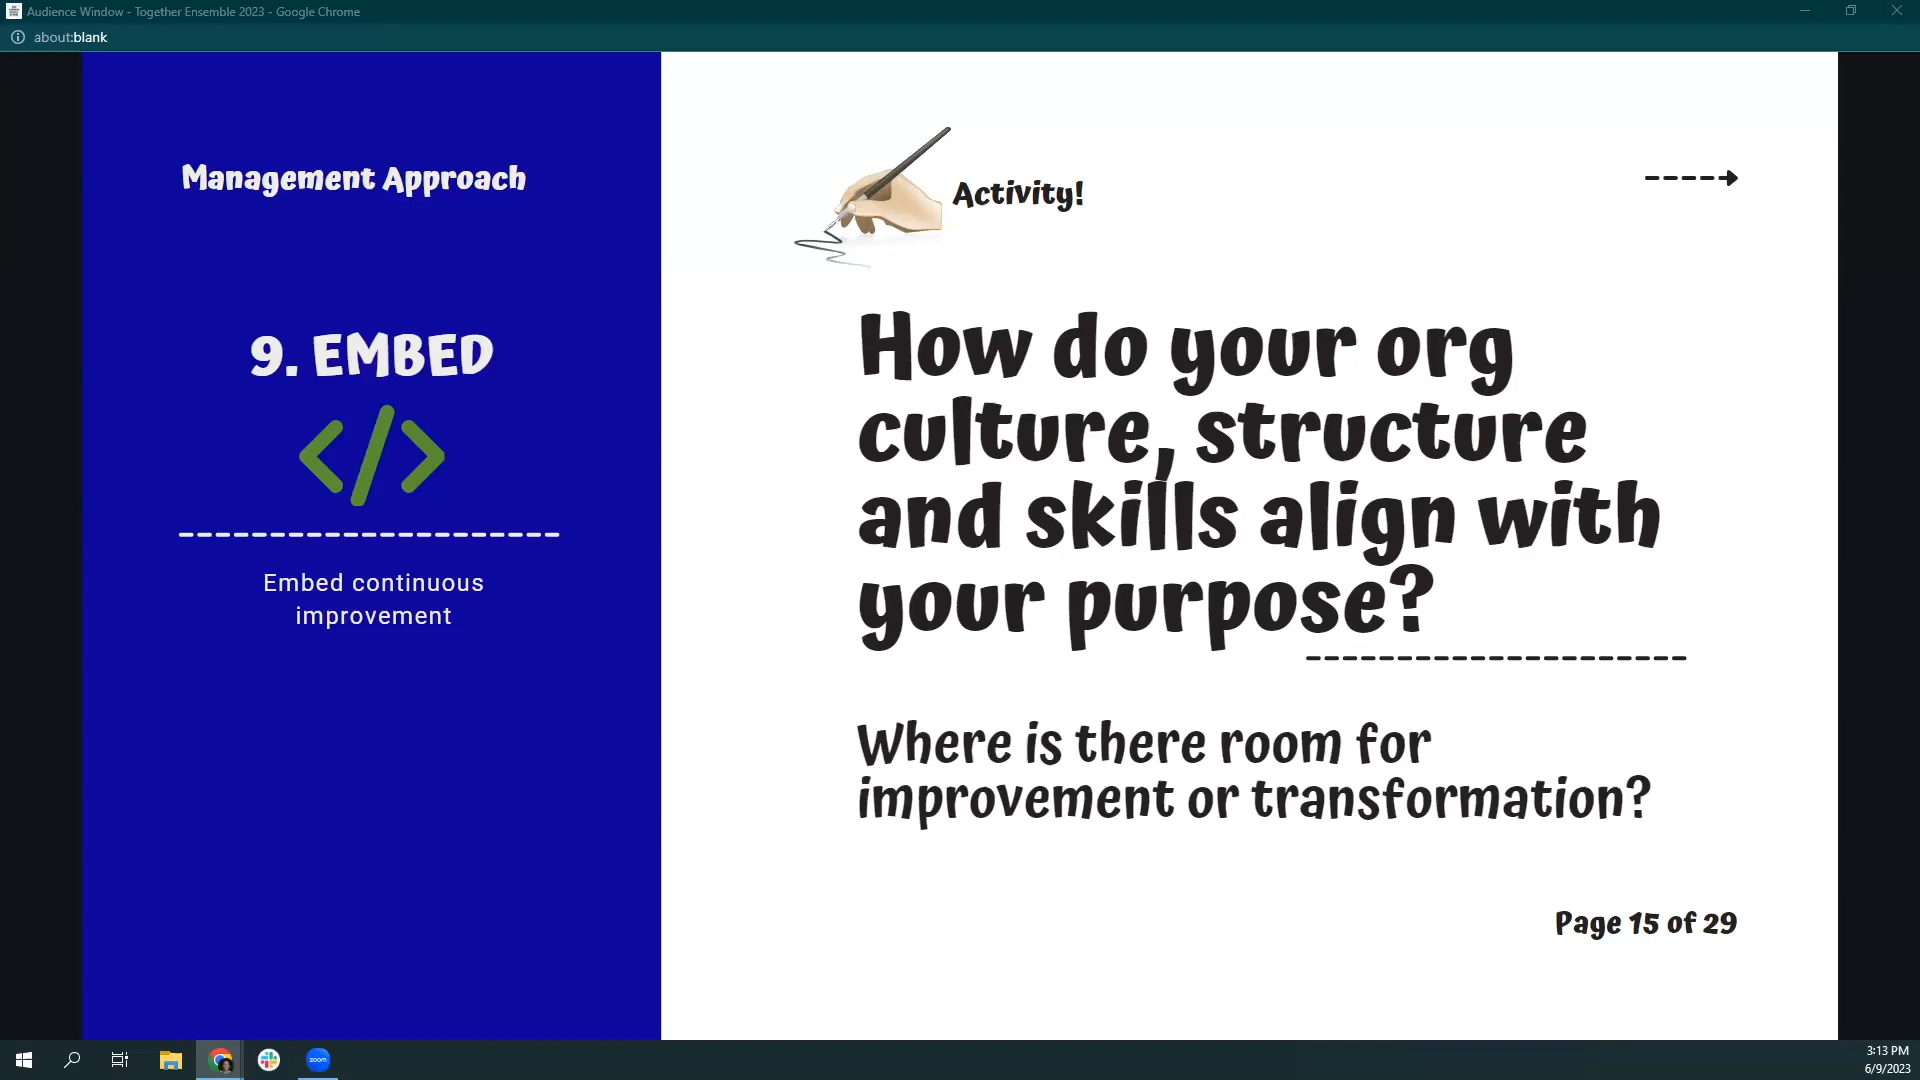 Audience Window - Together Ensemble 2023 - Google Chrome
about:blank
Management Approach
9. EMBED
</>
Embed continuous
improvement
Activity!
How do your org
culture, structure
and skills align with
your purpose?
Where is there room for
improvement or transformation?
Page 15 of 29
zoom
3:13 PM
6/9/2023